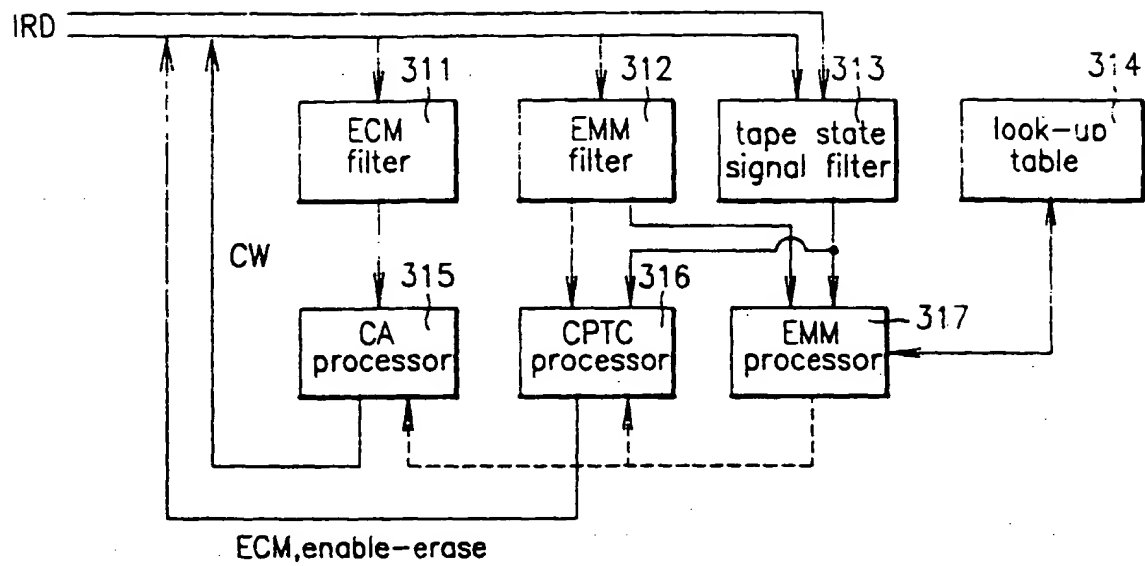 IRD
311
312
313
314
ECM
filter
EMM
filter
tape state
signal filter
look-up
table
CW
315
316
317
CA
processor
CPTC
processor
EMM
processor
ECM,enable-erase